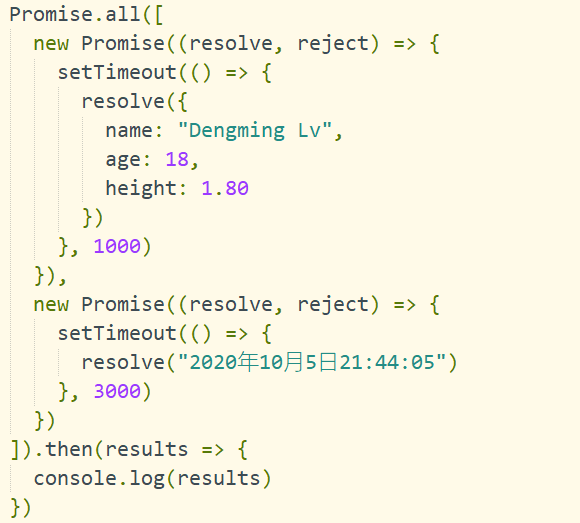 Promise.all([
  new Promise((resolve, reject) => {
    setTimeout(() => {
      resolve({
        name: "Dengming Lv",
        age: 18,
        height: 1.80
      })
    }, 1000)
  }),
  new Promise((resolve, reject) => {
    setTimeout(() => {
      resolve("2020年10月5日21:44:05")
    }, 3000)
  })
]).then(results => {
  console.log(results)
})